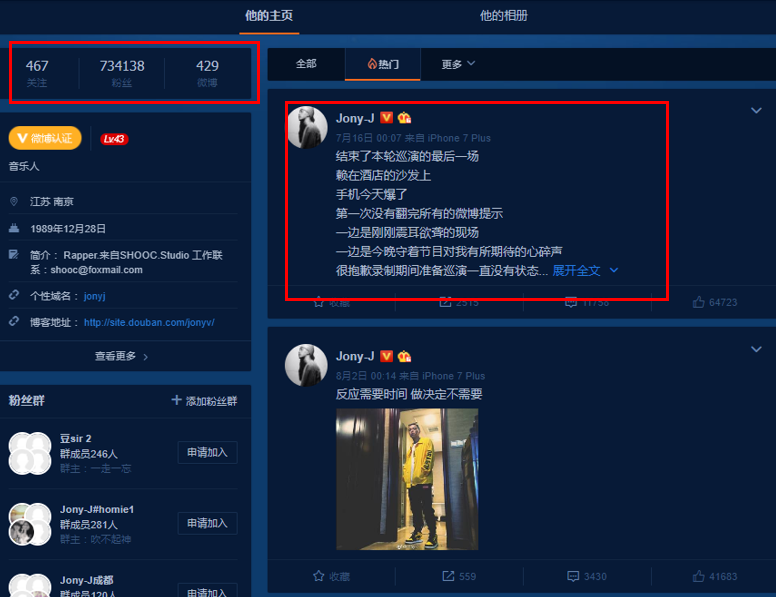 他的主页
他的相册
467
734138
429
关注
粉丝
微博
微博认证
Lv.43
音乐人
江苏 南京
1989年12月28日
简介： Rapper.来自SHOOC.Studio 工作联
系：shooc@foxmail.com
个性域名： jonyj
博客地址： http://site.douban.com/jonyv/
查看更多
粉丝群
添加粉丝群
豆sir 2
群成员246人
群主：一走一忘
申请加入
Jony-J#homie1
群成员281人
群主：吹不起神
申请加入
Jony-J成都
群成员120人
申请加入
全部
热门
更多
Jony-J
7月16日 00:07 来自 iPhone 7 Plus
结束了本轮巡演的最后一场
赖在酒店的沙发上
手机今天爆了
第一次没有翻完所有的微博提示
一边是刚刚震耳欲聋的现场
一边是今晚守着节目对我有所期待的心碎声
很抱歉录制期间准备巡演一直没有状态... 展开全文
收藏
2513
11798
64723
Jony-J
8月2日 00:14 来自 iPhone 7 Plus
反应需要时间 做决定不需要
收藏
559
3430
41683